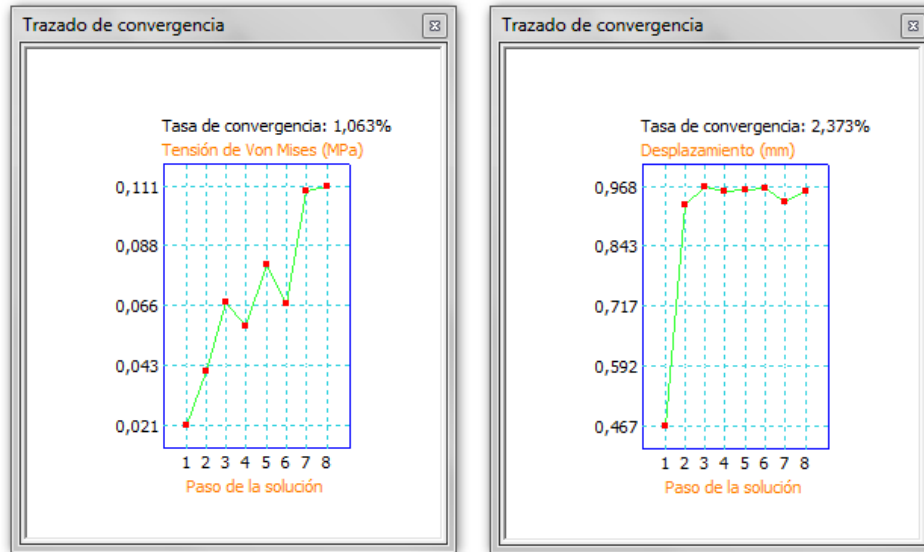 Trazado de convergencia
Tasa de convergencia: 1,063%
Tensión de Von Mises (MPa)
0,111
0,088
0,066
0,043
0,021
1 2 3 4 5 6 7 8
Paso de la solución
Trazado de convergencia
Tasa de convergencia: 2,373%
Desplazamiento (mm)
0,968
0,843
0,717
0,592
0,467
1 2 3 4 5 6 7 8
Paso de la solución